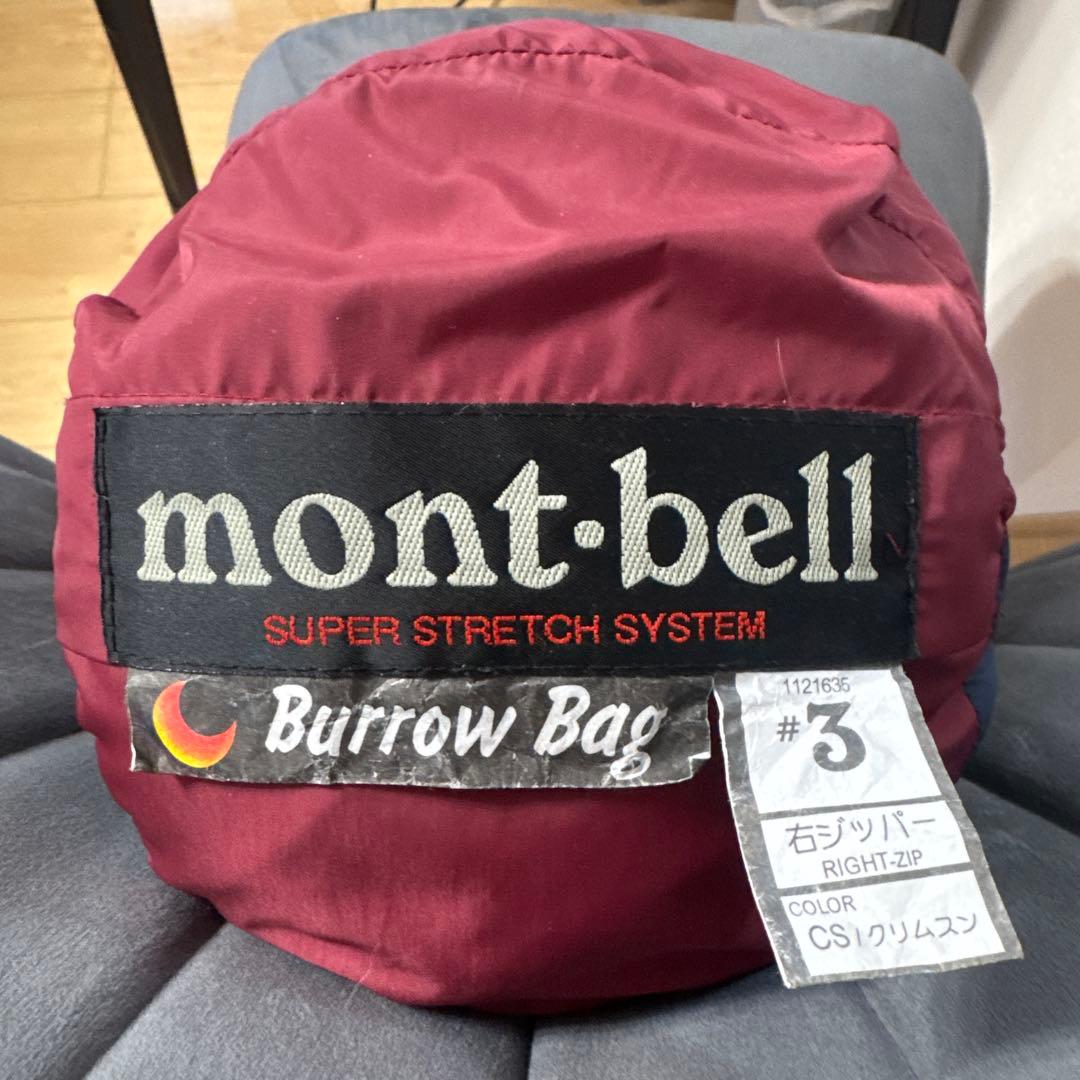 mont·bell
SUPER STRETCH SYSTEM
Burrow Bag
1121635
#3
右ジッパー
RIGHT-ZIP
COLOR
CS/クリムスン